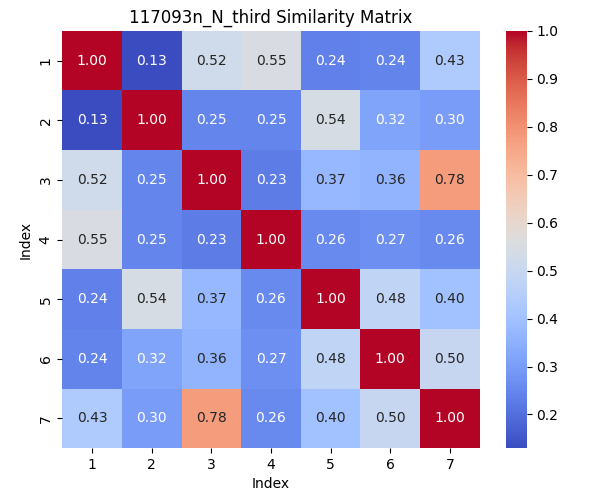 117093n_N_third Similarity Matrix
1 1.00 0.13 0.52 0.55 0.24 0.24 0.43
2 0.13 1.00 0.25 0.25 0.54 0.32 0.30
3 0.52 0.25 1.00 0.23 0.37 0.36 0.78
4 0.55 0.25 0.23 1.00 0.26 0.27 0.26
5 0.24 0.54 0.37 0.26 1.00 0.48 0.40
6 0.24 0.32 0.36 0.27 0.48 1.00 0.50
7 0.43 0.30 0.78 0.26 0.40 0.50 1.00
1 2 3 4 5 6 7
Index
Index
1.0
0.9
0.8
0.7
0.6
0.5
0.4
0.3
0.2